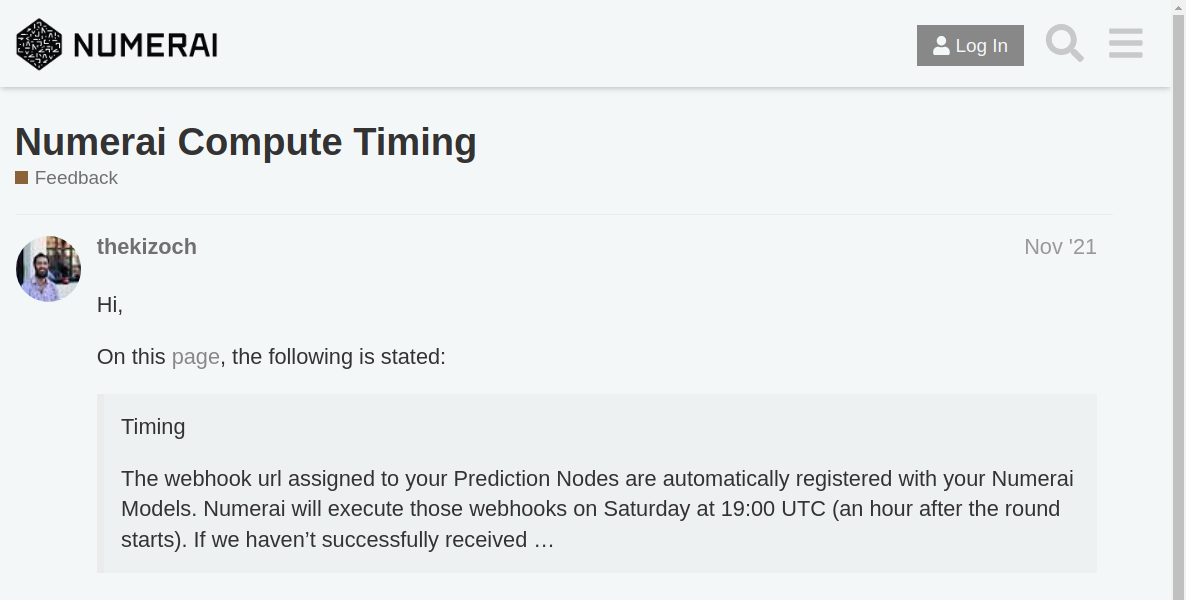 NUMERAI
Log In
Numerai Compute Timing
Feedback
thekizoch
Nov '21
Hi,
On this page, the following is stated:
Timing
The webhook url assigned to your Prediction Nodes are automatically registered with your Numerai
Models. Numerai will execute those webhooks on Saturday at 19:00 UTC (an hour after the round
starts). If we haven’t successfully received …